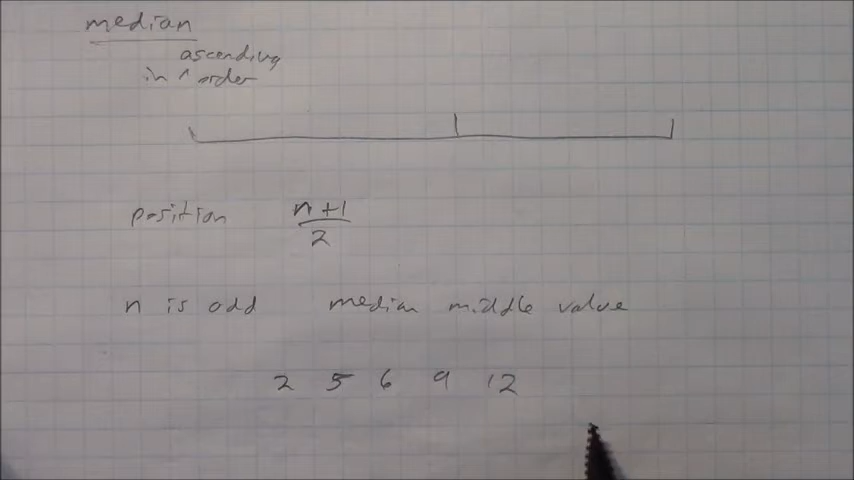 median
ascending
in ^ order
position n+1
2
n is odd median middle value
2 5 6 9 12